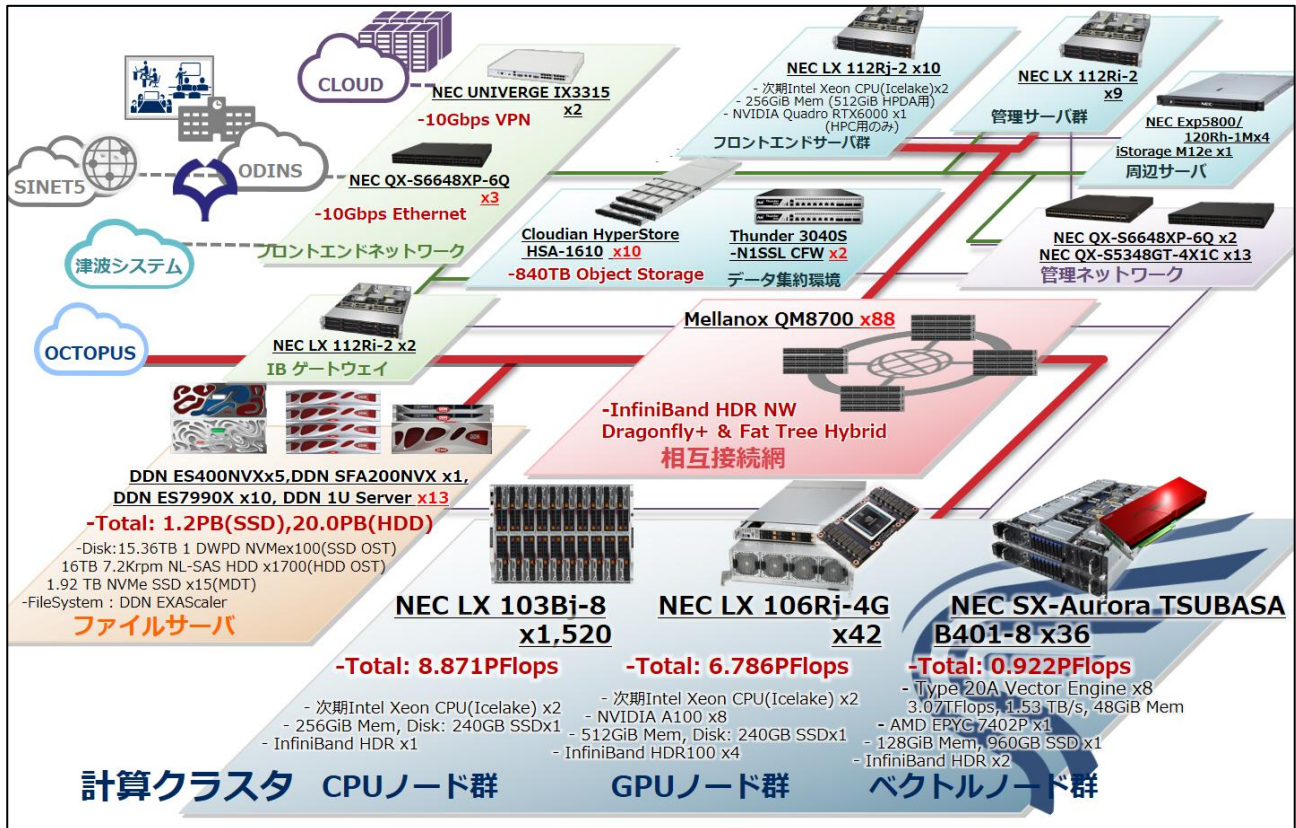 CLOUD
SINET5
ODINS
津波システム
OCTOPUS
NEC UNIVERGE IX3315
x2
-10Gbps VPN
NEC QX-S6648XP-6Q
x3
-10Gbps Ethernet
フロントエンドネットワーク
NEC LX 112Rj-2 x10
- 次期Intel Xeon CPU(Icelake)x2
- 256GiB Mem (512GiB HPDA用)
- NVIDIA Quadro RTX6000 x1
(HPC用のみ)
フロントエンドサーバ群
NEC LX 112Ri-2
x9
管理サーバ群
NEC
NEC Exp5800/
120Rh-1Mx4
iStorage M12e x1
周辺サーバ
Cloudian HyperStore
HSA-1610 x10
-840TB Object Storage
Thunder 3040S
-N1SSL CFW x2
データ集約環境
NEC QX-S6648XP-6Q x2
NEC QX-S5348GT-4X1C x13
管理ネットワーク
NEC LX 112Ri-2 x2
IB ゲートウェイ
Mellanox QM8700 x88
-InfiniBand HDR NW
Dragonfly+ & Fat Tree Hybrid
相互接続網
DDN ES400NVXx5,DDN SFA200NVX x1,
DDN ES7990X x10, DDN 1U Server x13
-Total: 1.2PB(SSD),20.0PB(HDD)
-Disk:15.36TB 1 DWPD NVMex100(SSD OST)
16TB 7.2Krpm NL-SAS HDD x1700(HDD OST)
1.92 TB NVMe SSD x15(MDT)
-FileSystem : DDN EXAScaler
ファイルサーバ
NEC LX 103Bj-8
x1,520
-Total: 8.871PFlops
- 次期Intel Xeon CPU(Icelake) x2
- 256GiB Mem, Disk: 240GB SSDx1
- InfiniBand HDR x1
NEC LX 106Rj-4G
x42
-Total: 6.786PFlops
- 次期Intel Xeon CPU(Icelake) x2
- NVIDIA A100 x8
- 512GiB Mem, Disk: 240GB SSDx1
- InfiniBand HDR100 x4
NEC SX-Aurora TSUBASA
B401-8 x36
-Total: 0.922PFlops
- Type 20A Vector Engine x8
3.07TFlops, 1.53 TB/s, 48GiB Mem
- AMD EPYC 7402P x1
- 128GiB Mem, 960GB SSD x1
- InfiniBand HDR x2
計算クラスタ CPUノード群 GPUノード群 ベクトルノード群